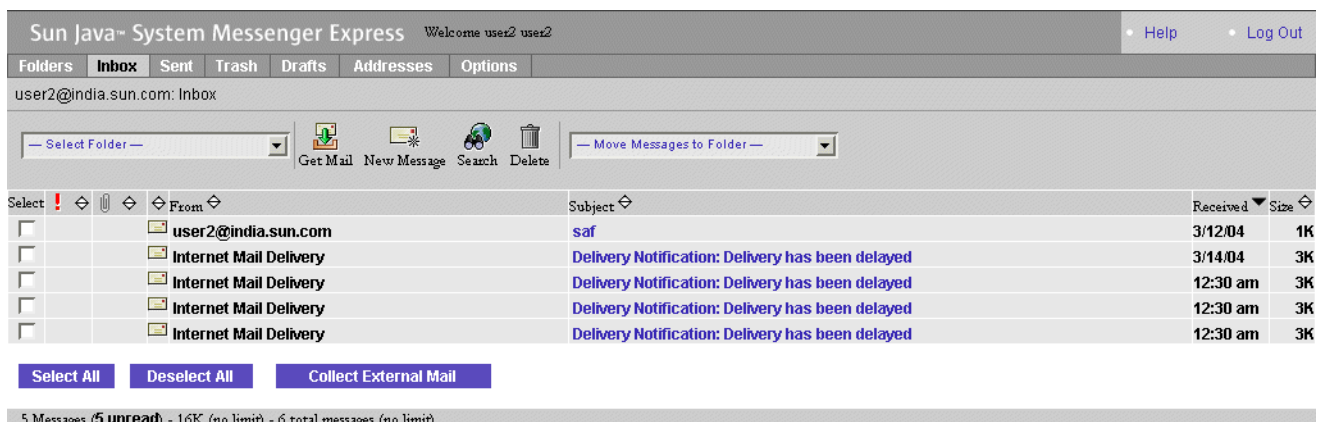 Sun Java™ System Messenger Express Welcome user2 user2 Help Log Out
Folders Inbox Sent Trash Drafts Addresses Options
user2@india.sun.com: Inbox
— Select Folder — Get Mail New Message Search Delete — Move Messages to Folder —
Select ! From Subject Received Size
user2@india.sun.com saf 3/12/04 1K
Internet Mail Delivery Delivery Notification: Delivery has been delayed 3/14/04 3K
Internet Mail Delivery Delivery Notification: Delivery has been delayed 12:30 am 3K
Internet Mail Delivery Delivery Notification: Delivery has been delayed 12:30 am 3K
Internet Mail Delivery Delivery Notification: Delivery has been delayed 12:30 am 3K
Select All Deselect All Collect External Mail
5 Messages (5 unread) - 16K (no limit) - 6 total messages (no limit)